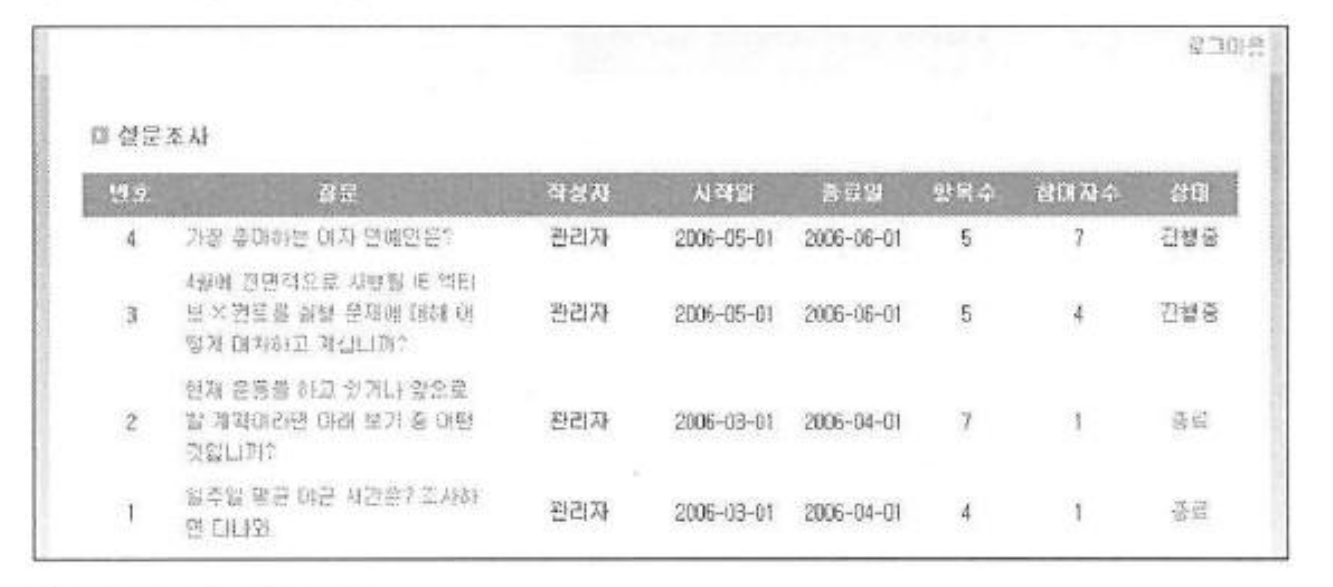 로그아웃
설문조사
번호 질문 작성자 시작일 종료일 항목수 참여자수 상태
4 가장 좋아하는 여자 연예인은? 관리자 2006-05-01 2006-06-01 5 7 진행중
4월에 전면적으로 시행될 IE 액티
3 브 X 컨트롤 실행 문제에 대해 어 관리자 2006-05-01 2006-06-01 5 4 진행중
떻게 대처하고 계십니까?
현재 운동을 하고 있거나 앞으로
2 할 계획이라면 아래 보기 중 어떤 관리자 2006-03-01 2006-04-01 7 1 종료
것입니까?
일주일 평균 야근 시간은? 조사하
1 면 다나와 관리자 2006-03-01 2006-04-01 4 1 종료